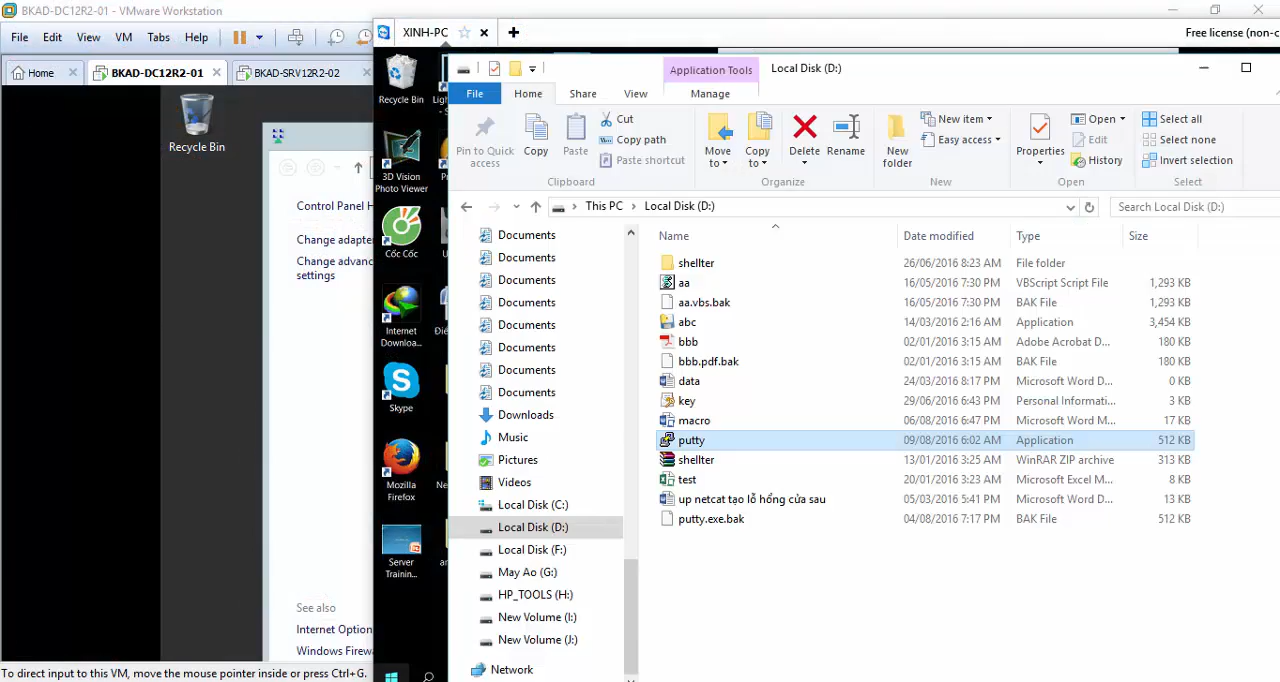 BKAD-DC12R2-01 - VMware Workstation
File Edit View VM Tabs Help
Home BKAD-DC12R2-01 BKAD-SRV12R2-02
Recycle Bin
Control Panel H
Change adapte
Change advan
settings
See also
Internet Option
Windows Firew
To direct input to this VM, move the mouse pointer inside or press Ctrl+G.
XINH-PC
Free license (non-c
Recycle Bin
3D Vision
Photo Viewer
Cốc Cốc
Internet
Downloa...
Skype
Mozilla
Firefox
Server
Trainin...
Application Tools Local Disk (D:)
File Home Share View Manage
Pin to Quick
access
Copy
Paste
Cut
Copy path
Paste shortcut
Clipboard
Move
to
Copy
to
Delete
Rename
Organize
New
folder
New item
Easy access
New
Properties
Open
Edit
History
Open
Select all
Select none
Invert selection
Select
This PC Local Disk (D:)
Search Local Disk (D:)
Documents
Documents
Documents
Documents
Documents
Documents
Documents
Documents
Downloads
Music
Pictures
Videos
Local Disk (C:)
Local Disk (D:)
Local Disk (F:)
May Ao (G:)
HP_TOOLS (H:)
New Volume (I:)
New Volume (J:)
Network
Name Date modified Type Size
shellter 26/06/2016 8:23 AM File folder
aa 16/05/2016 7:30 PM VBScript Script File 1,293 KB
aa.vbs.bak 16/05/2016 7:30 PM BAK File 1,293 KB
abc 14/03/2016 2:16 AM Application 3,454 KB
bbb 02/01/2016 3:15 AM Adobe Acrobat D... 180 KB
bbb.pdf.bak 02/01/2016 3:15 AM BAK File 180 KB
data 24/03/2016 8:17 PM Microsoft Word D... 0 KB
key 29/06/2016 6:43 PM Personal Informati... 3 KB
macro 06/08/2016 6:47 PM Microsoft Word M... 17 KB
putty 09/08/2016 6:02 AM Application 512 KB
shellter 13/01/2016 3:25 AM WinRAR ZIP archive 313 KB
test 20/01/2016 3:23 AM Microsoft Excel M... 8 KB
up netcat tạo lỗ hổng cửa sau 05/03/2016 5:41 PM Microsoft Word D... 13 KB
putty.exe.bak 04/08/2016 7:17 PM BAK File 512 KB